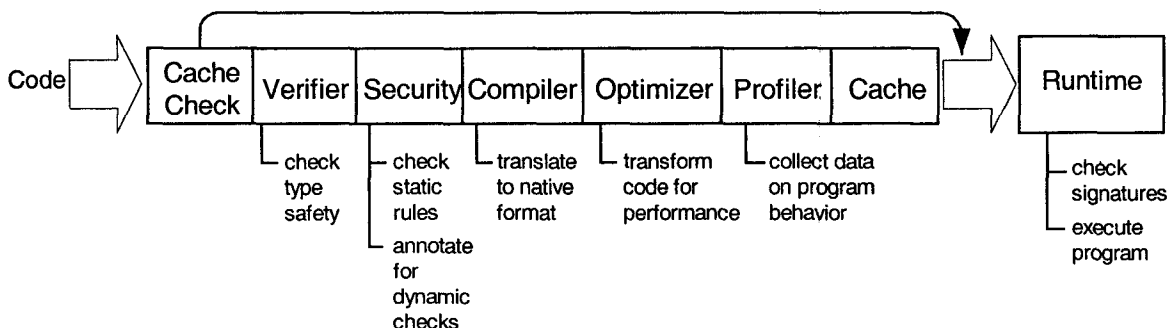 Code
Cache
Check
Verifier
Security
Compiler
Optimizer
Profiler
Cache
Runtime
check
type
safety
check
static
rules
annotate
for
dynamic
checks
translate
to native
format
transform
code for
performance
collect data
on program
behavior
check
signatures
execute
program